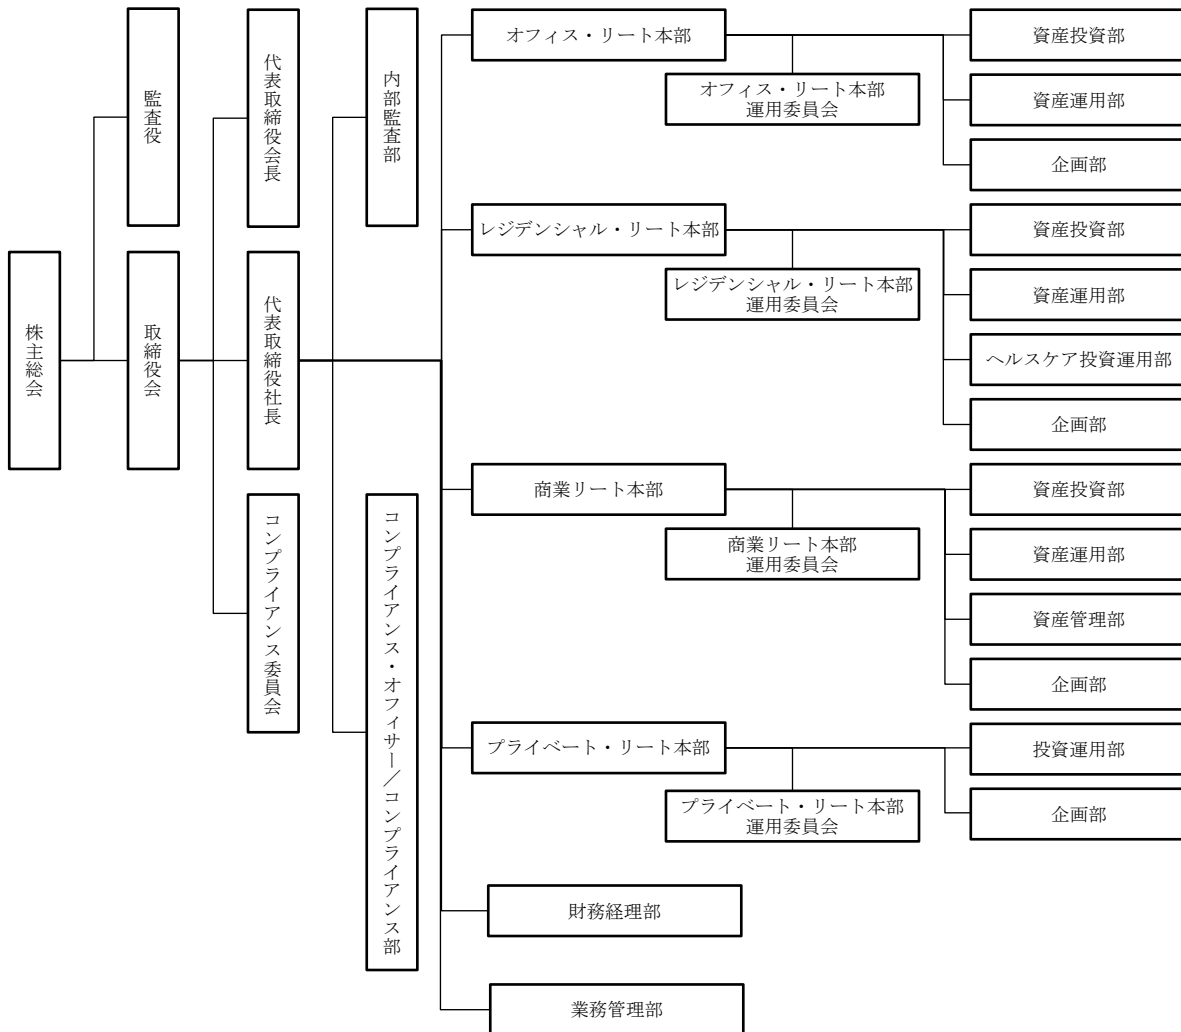 株主総会
監査役
取締役会
代表取締役会長
代表取締役社長
コンプライアンス委員会
内部監査部
コンプライアンス・オフィサー／コンプライアンス部
オフィス・リート本部
オフィス・リート本部
運用委員会
資産投資部
資産運用部
企画部
レジデンシャル・リート本部
レジデンシャル・リート本部
運用委員会
資産投資部
資産運用部
ヘルスケア投資運用部
企画部
商業リート本部
商業リート本部
運用委員会
資産投資部
資産運用部
資産管理部
企画部
プライベート・リート本部
プライベート・リート本部
運用委員会
投資運用部
企画部
財務経理部
業務管理部